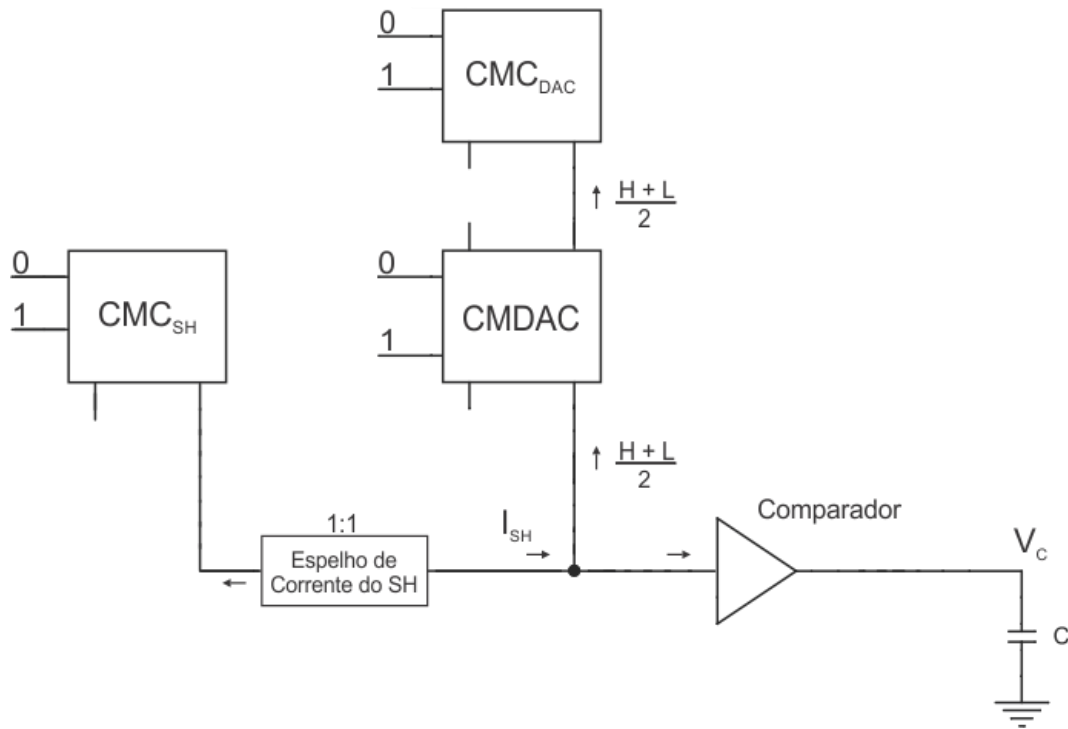 0
1
CMC_DAC
H + L
2
0
1
CMC_SH
0
1
CMDAC
H + L
2
1:1
Espelho de
Corrente do SH
I_SH
Comparador
V_C
C